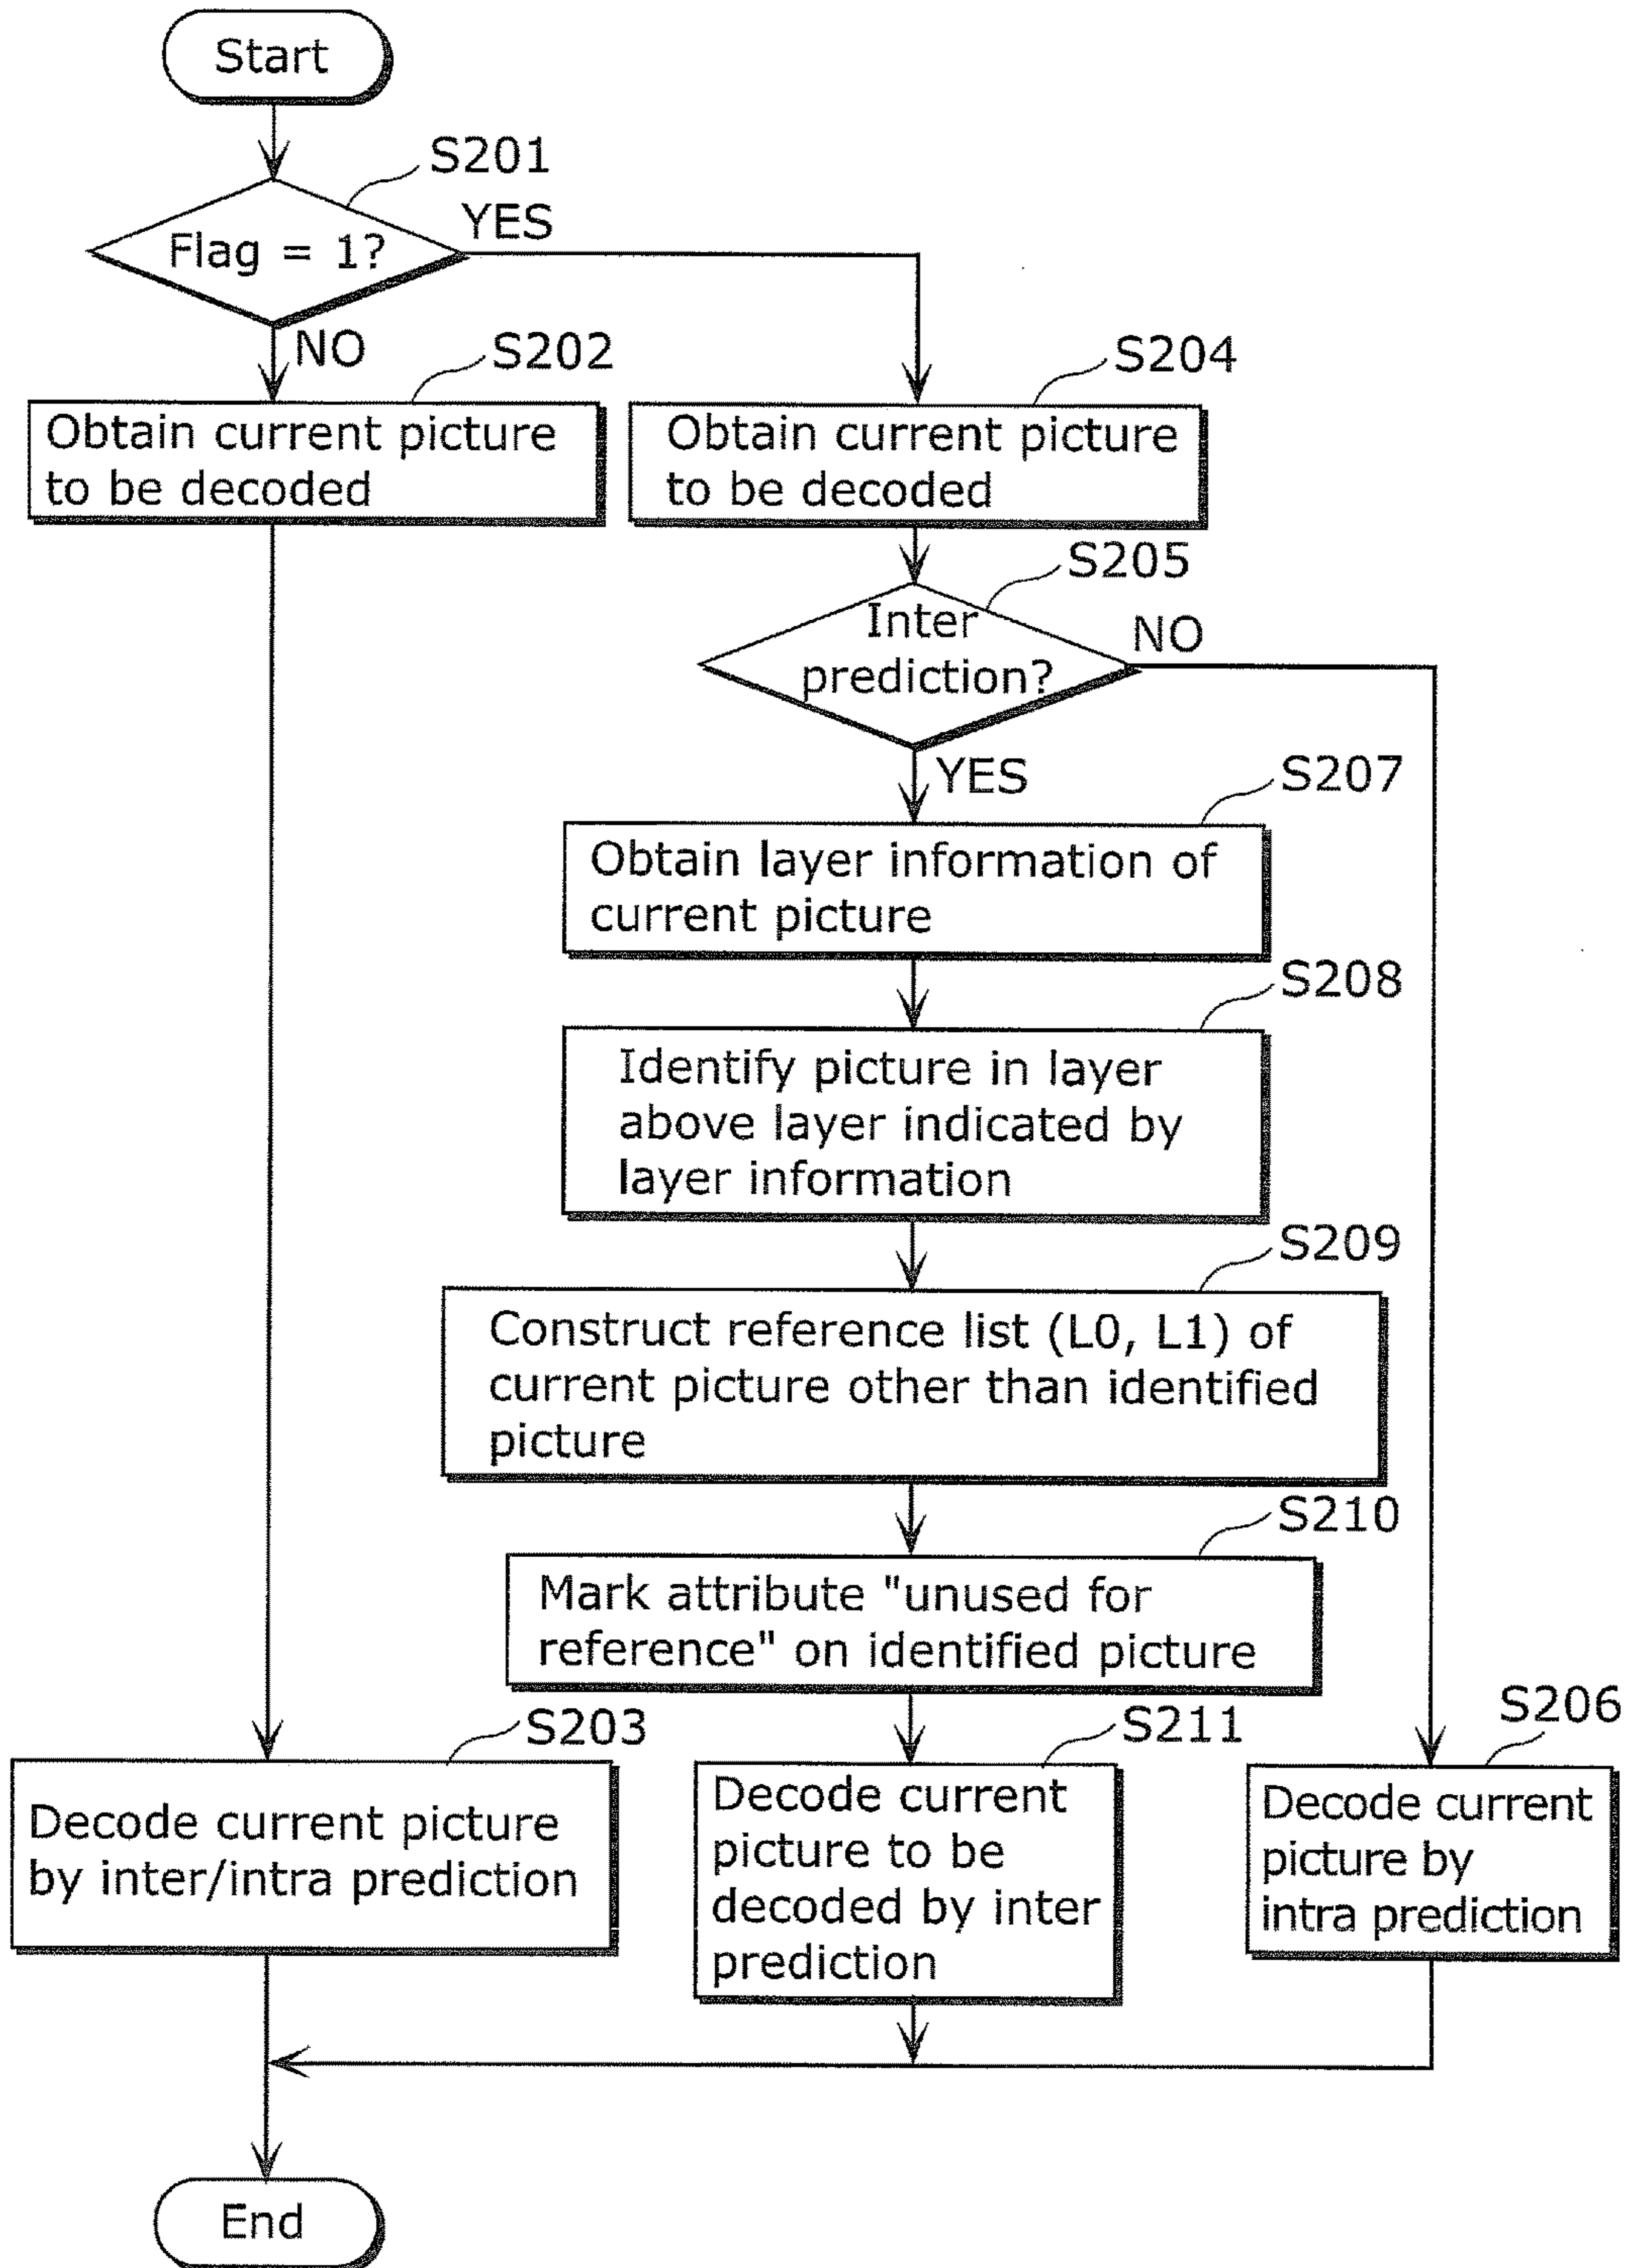 Start
S201
YES
Flag = 1?
NO
S202
S204
Obtain current picture
to be decoded
Obtain current picture
to be decoded
S205
Inter
prediction?
NO
YES
S207
Obtain layer information of
current picture
S208
Identify picture in layer
above layer indicated by
layer information
S209
Construct reference list (L0, L1) of
current picture other than identified
picture
S210
Mark attribute "unused for
reference" on identified picture
S203
S211
S206
Decode current picture
by inter/intra prediction
Decode current
picture to be
decoded by inter
prediction
Decode current
picture by
intra prediction
End